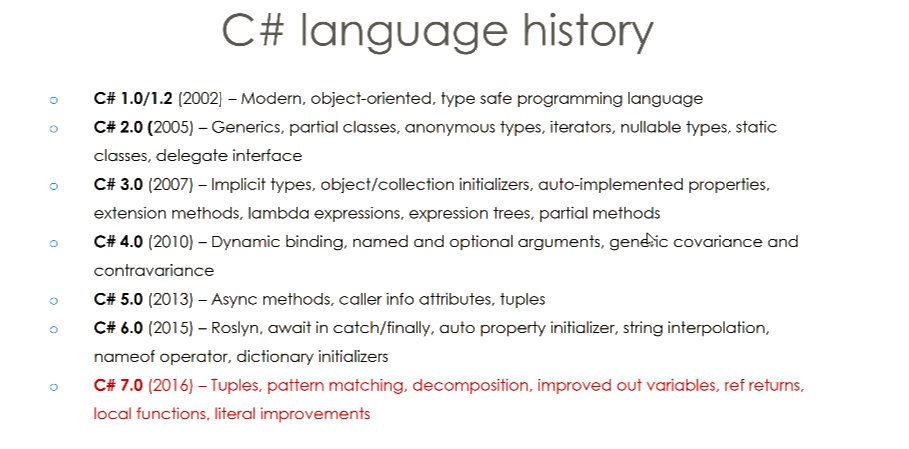 C# language history
C# 1.0/1.2 (2002) – Modern, object-oriented, type safe programming language
C# 2.0 (2005) – Generics, partial classes, anonymous types, iterators, nullable types, static
classes, delegate interface
C# 3.0 (2007) – Implicit types, object/collection initializers, auto-implemented properties,
extension methods, lambda expressions, expression trees, partial methods
C# 4.0 (2010) – Dynamic binding, named and optional arguments, generic covariance and
contravariance
C# 5.0 (2013) – Async methods, caller info attributes, tuples
C# 6.0 (2015) – Roslyn, await in catch/finally, auto property initializer, string interpolation,
nameof operator, dictionary initializers
C# 7.0 (2016) – Tuples, pattern matching, decomposition, improved out variables, ref returns,
local functions, literal improvements